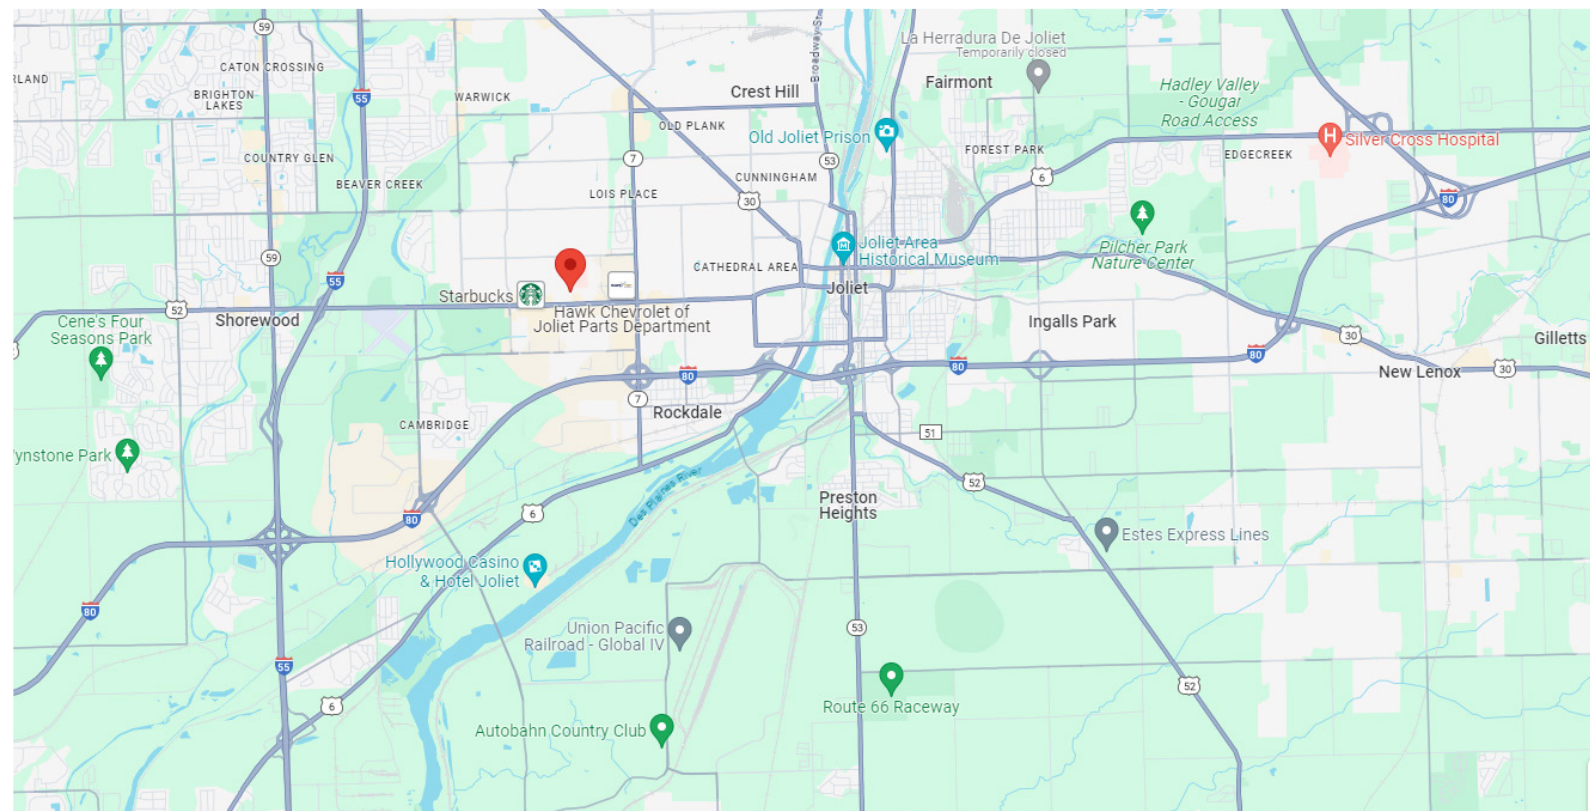 59
CATON CROSSING
RLAND
BRIGHTON
LAKES
55
WARWICK
Crest Hill
Broadway St
La Herradura De Joliet
Temporarily closed
Fairmont
Hadley Valley
- Gougar
Road Access
OLD PLANK
Old Joliet Prison
Silver Cross Hospital
COUNTRY GLEN
7
53
FOREST PARK
EDGECREEK
BEAVER CREEK
CUNNINGHAM
6
LOIS PLACE
30
80
59
Joliet Area
Historical Museum
Pilcher Park
Nature Center
CATHEDRAL AREA
55
Starbucks
Joliet
52
Shorewood
Hawk Chevrolet of
Joliet Parts Department
Ingalls Park
Cene's Four
Seasons Park
30
Gilletts
80
80
80
New Lenox
30
7
Rockdale
CAMBRIDGE
51
ynstone Park
Des Plaines River
52
Preston
Heights
80
6
Estes Express Lines
Hollywood Casino
& Hotel Joliet
80
Union Pacific
Railroad - Global IV
53
55
52
6
Route 66 Raceway
Autobahn Country Club